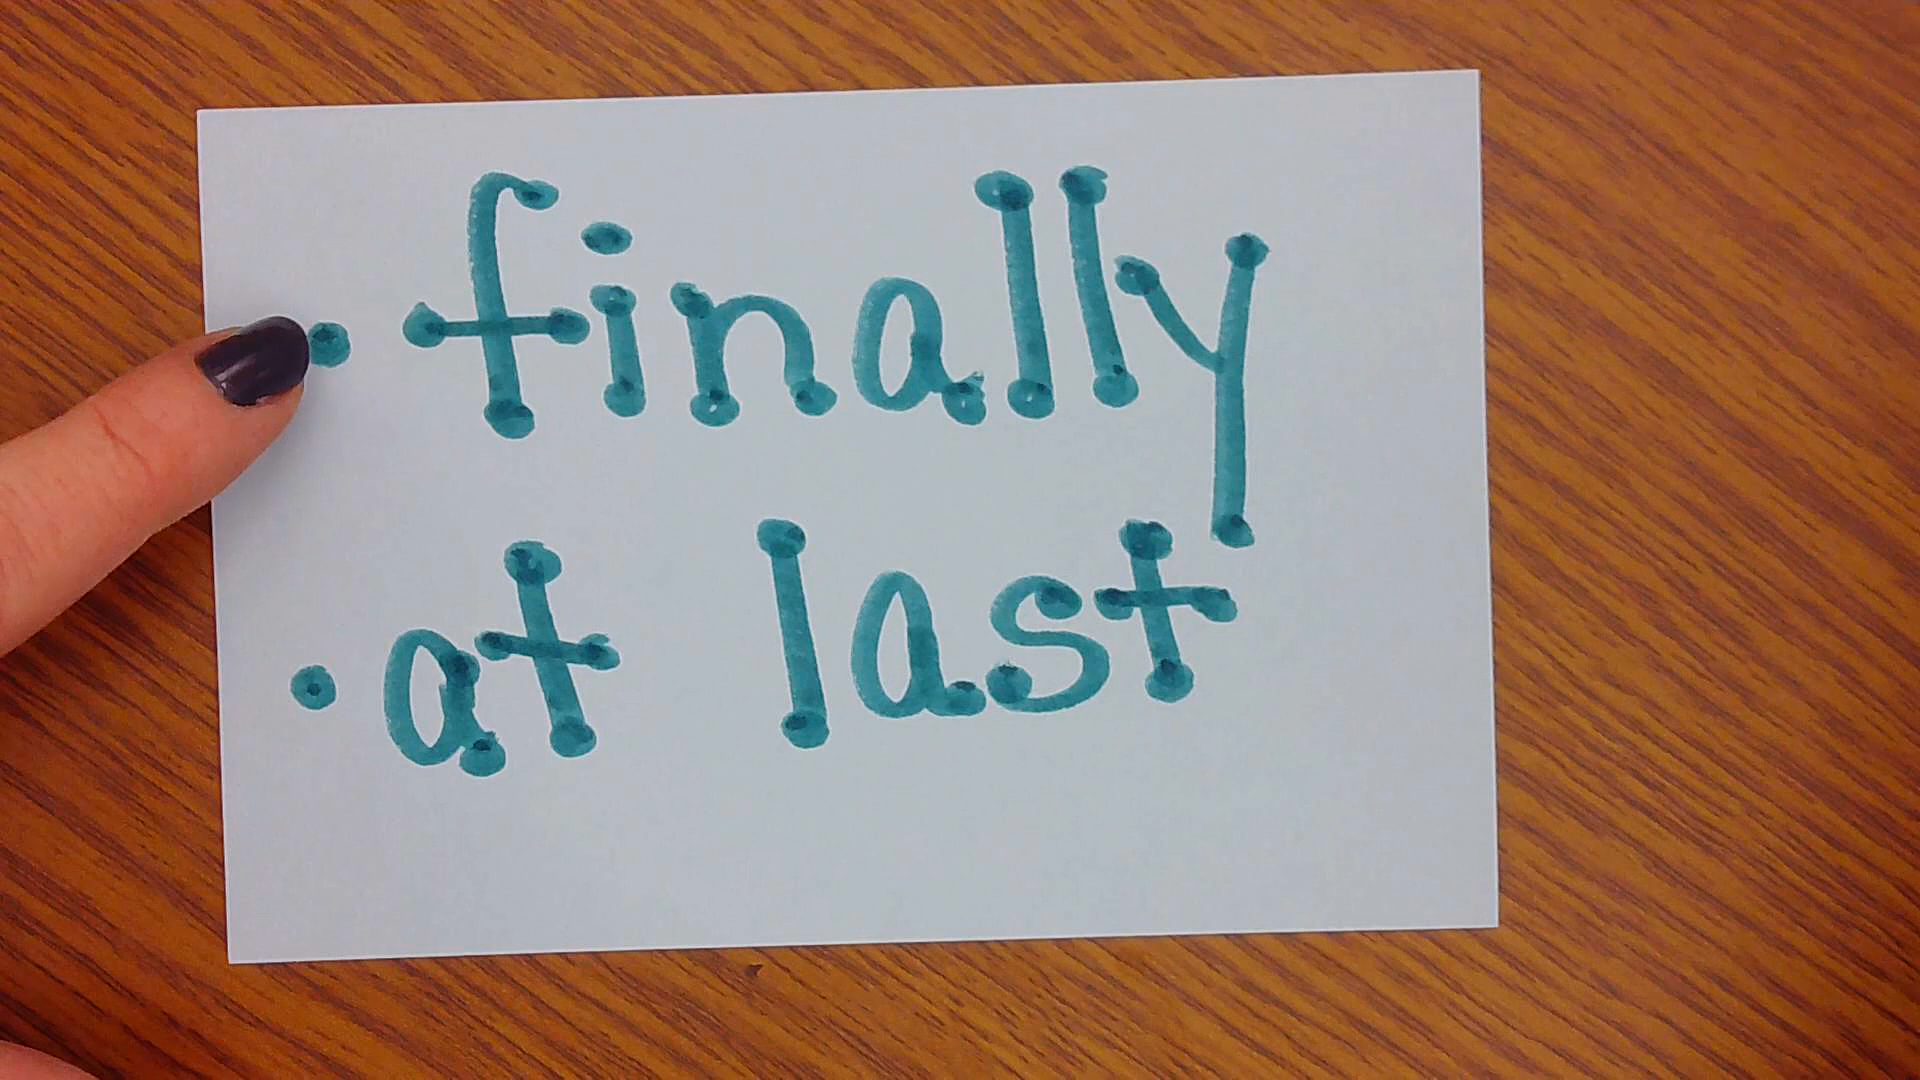 • finally
• at last